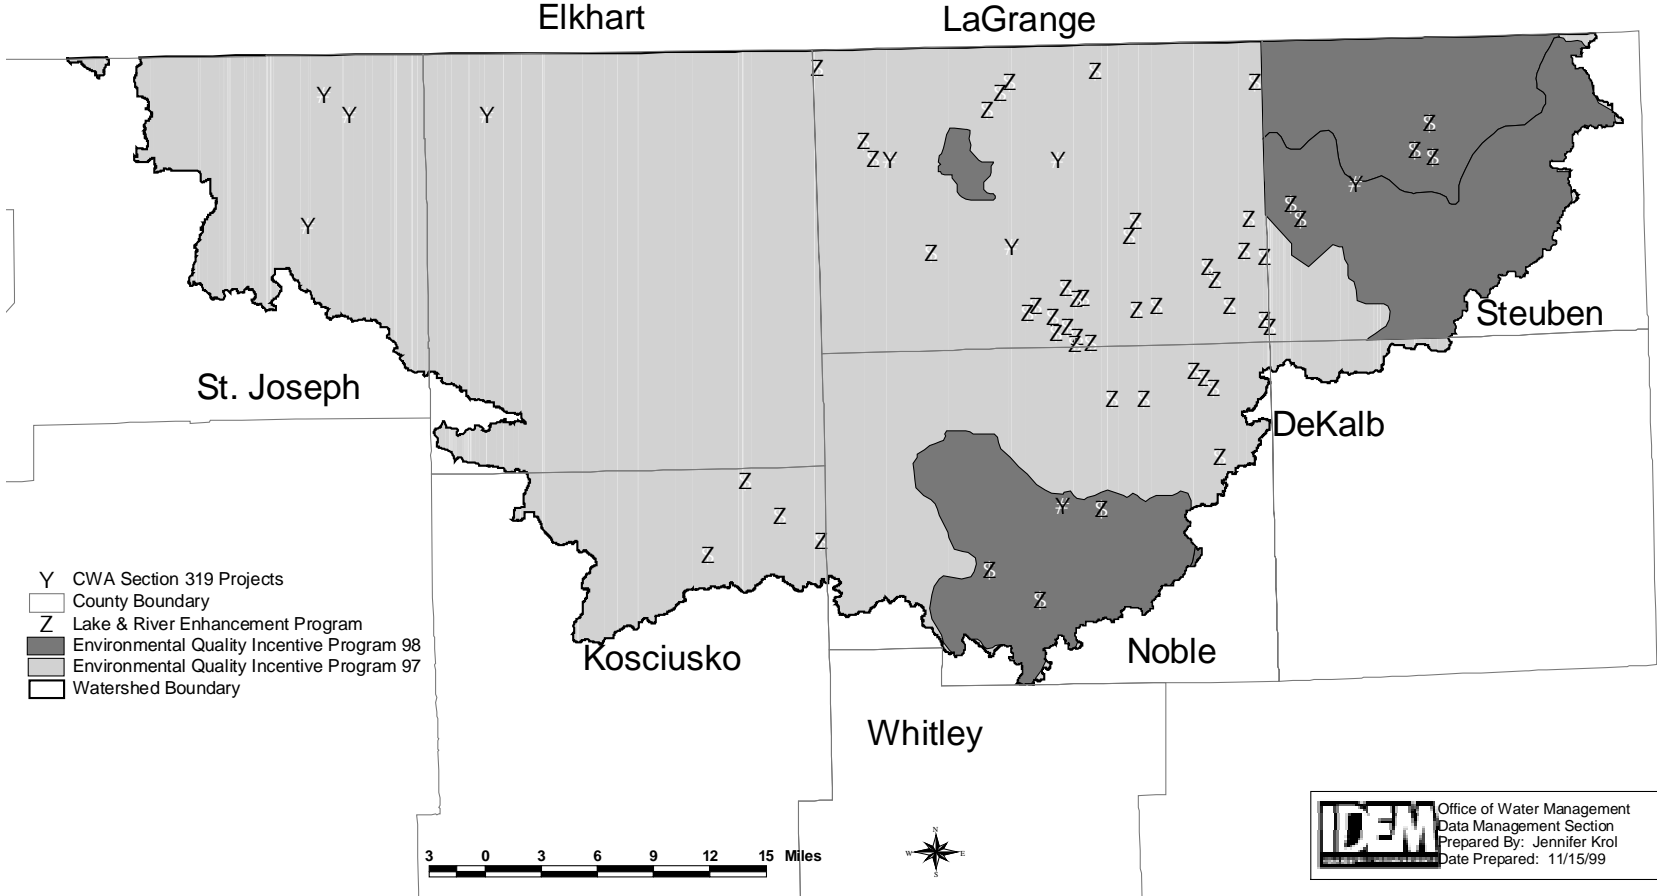 Elkhart
LaGrange
Steuben
St. Joseph
DeKalb
Kosciusko
Noble
Whitley
Y CWA Section 319 Projects
County Boundary
Z Lake & River Enhancement Program
Environmental Quality Incentive Program 98
Environmental Quality Incentive Program 97
Watershed Boundary
3 0 3 6 9 12 15 Miles
N
W E
S
IDEM
Office of Water Management
Data Management Section
Prepared By: Jennifer Krol
Date Prepared: 11/15/99